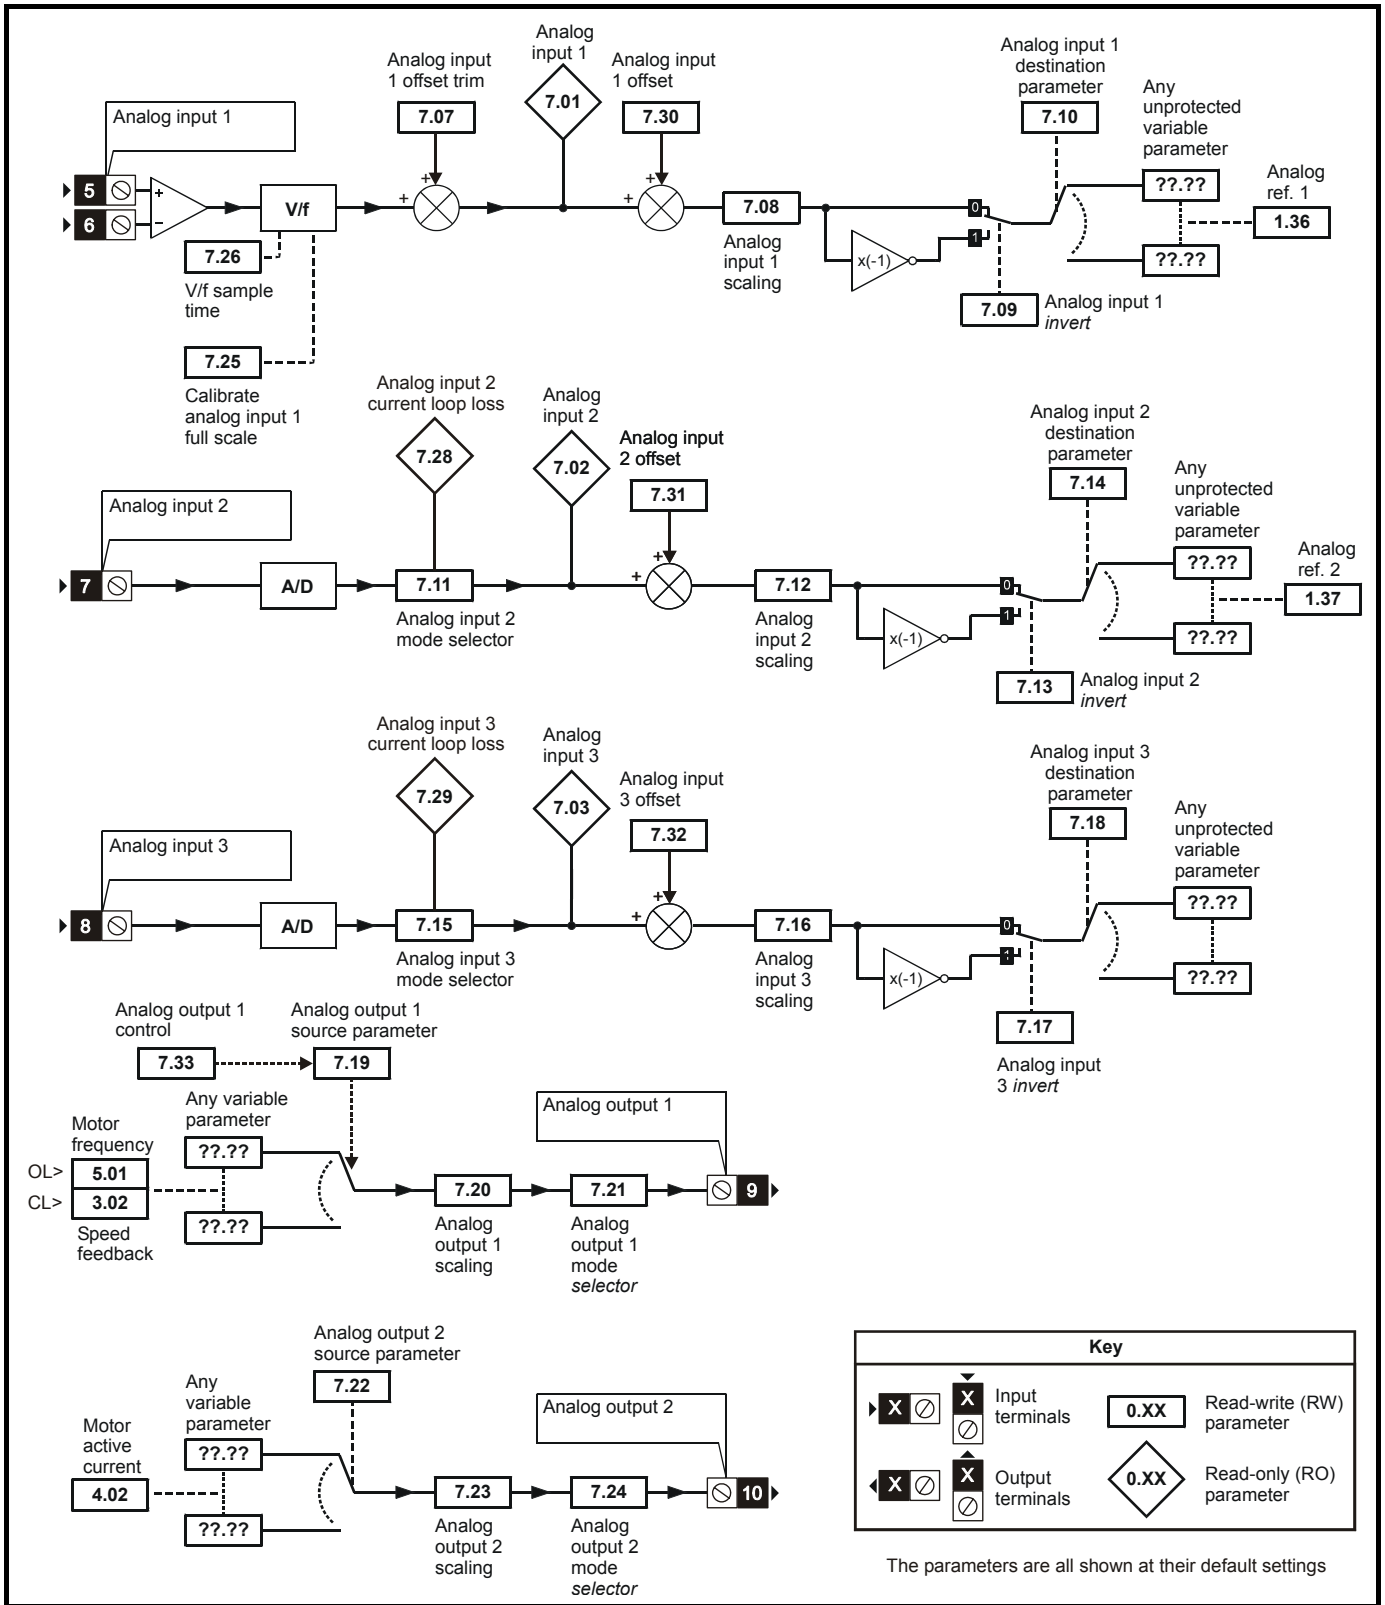 Analog input
1 offset trim
Analog
input 1
Analog input
1 offset
Analog input 1
destination
parameter
Any
unprotected
variable
parameter
Analog input 1
7.07
7.01
7.30
7.10
5
+
6
−
V/f
+
+
+
+
7.08
0
1
x(-1)
??.??
??.??
Analog
ref. 1
1.36
7.26
V/f sample
time
Analog
input 1
scaling
7.09
Analog input 1
invert
7.25
Calibrate
analog input 1
full scale
Analog input 2
current loop loss
Analog
input 2
Analog input
2 offset
Analog input 2
destination
parameter
Any
unprotected
variable
parameter
7.28
7.02
7.31
7.14
Analog input 2
7
A/D
7.11
Analog input 2
mode selector
+
+
7.12
Analog
input 2
scaling
0
1
x(-1)
??.??
??.??
Analog
ref. 2
1.37
7.13
Analog input 2
invert
Analog input 3
current loop loss
Analog
input 3
Analog input
3 offset
Analog input 3
destination
parameter
Any
unprotected
variable
parameter
7.29
7.03
7.32
7.18
Analog input 3
8
A/D
7.15
Analog input 3
mode selector
+
+
7.16
Analog
input 3
scaling
0
1
x(-1)
??.??
??.??
7.17
Analog input
3 invert
Analog output 1
control
Analog output 1
source parameter
7.33
7.19
Any variable
parameter
Motor
frequency
OL>
5.01
CL>
3.02
Speed
feedback
??.??
??.??
7.20
Analog
output 1
scaling
7.21
Analog
output 1
mode
selector
Analog output 1
9
Analog output 2
source parameter
7.22
Any
variable
parameter
Motor
active
current
4.02
??.??
??.??
7.23
Analog
output 2
scaling
7.24
Analog
output 2
mode
selector
Analog output 2
10
Key
X
X
Input
terminals
0.XX
Read-write (RW)
parameter
X
X
Output
terminals
0.XX
Read-only (RO)
parameter
The parameters are all shown at their default settings